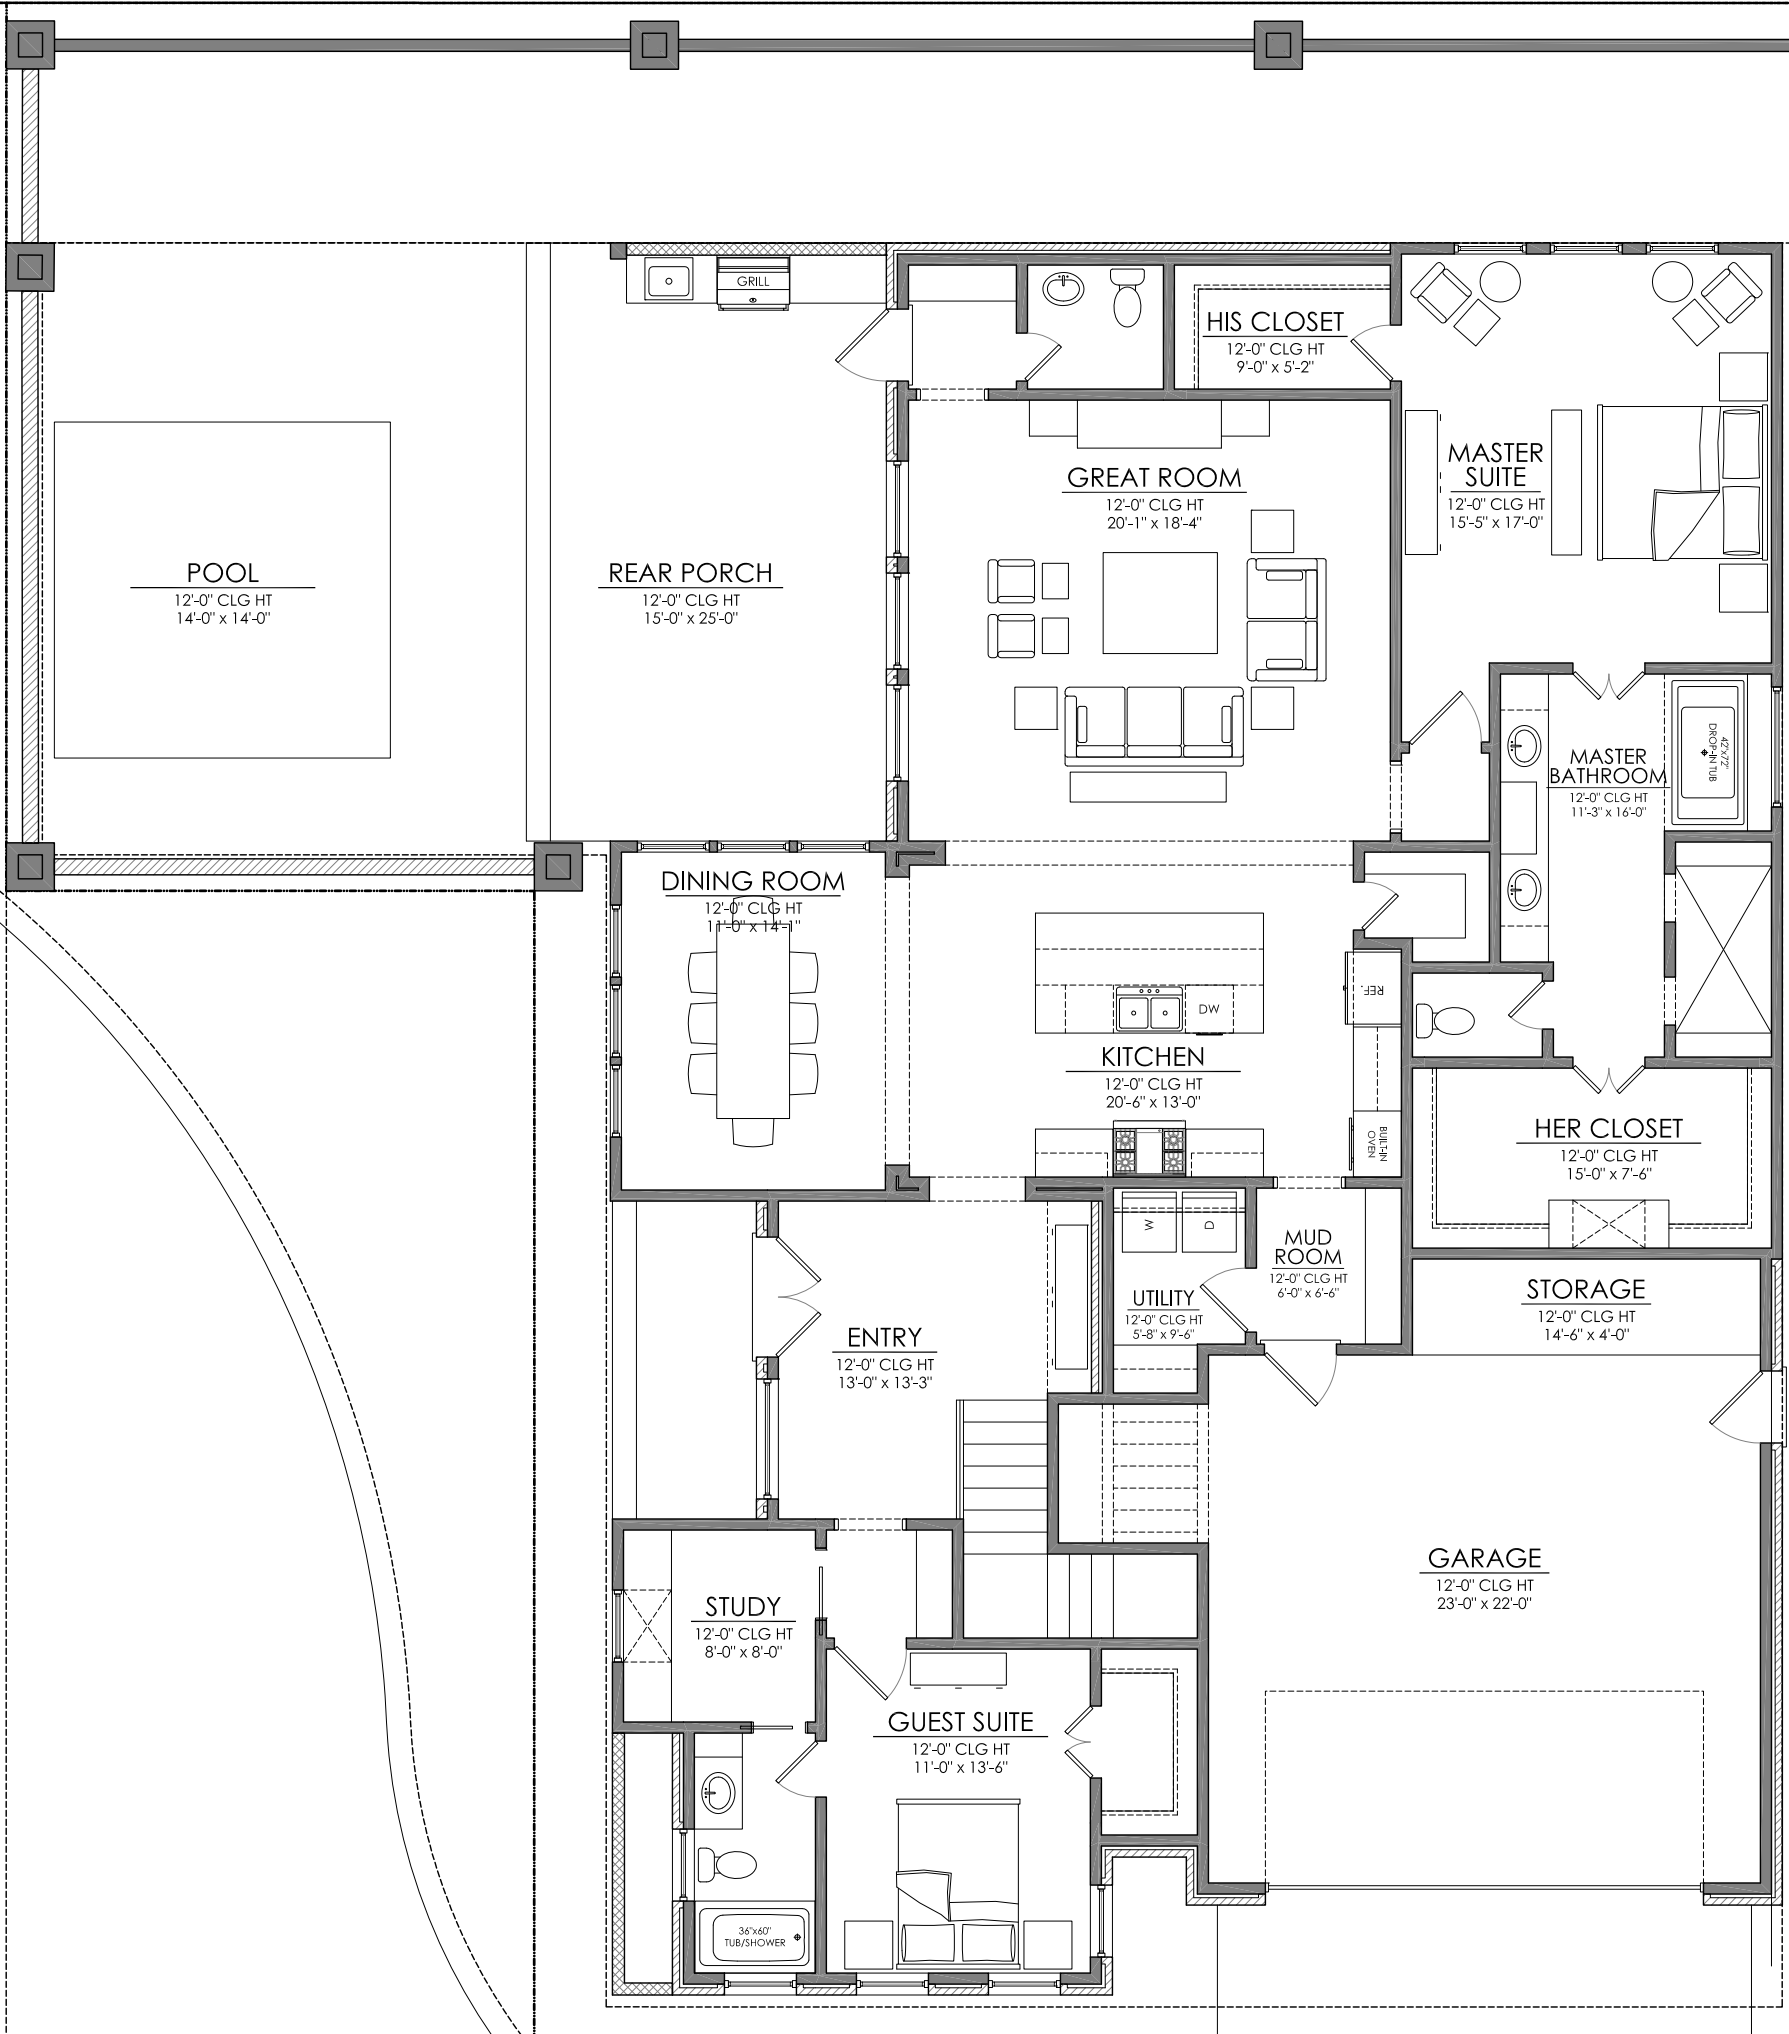 GRILL
HIS CLOSET
12'-0" CLG HT
9'-0" x 5'-2"
MASTER
SUITE
12'-0" CLG HT
15'-5" x 17'-0"
GREAT ROOM
12'-0" CLG HT
20'-1" x 18'-4"
POOL
12'-0" CLG HT
14'-0" x 14'-0"
REAR PORCH
12'-0" CLG HT
15'-0" x 25'-0"
MASTER
BATHROOM
12'-0" CLG HT
11'-3" x 16'-0"
42"x72"
DROP-IN TUB
DINING ROOM
12'-0" CLG HT
11'-0" x 14'-1"
REF.
DW
KITCHEN
12'-0" CLG HT
20'-6" x 13'-0"
BUILT-IN
OVEN
HER CLOSET
12'-0" CLG HT
15'-0" x 7'-6"
W
D
MUD
ROOM
12'-0" CLG HT
6'-0" x 6'-6"
UTILITY
12'-0" CLG HT
5'-8" x 9'-6"
STORAGE
12'-0" CLG HT
14'-6" x 4'-0"
ENTRY
12'-0" CLG HT
13'-0" x 13'-3"
GARAGE
12'-0" CLG HT
23'-0" x 22'-0"
STUDY
12'-0" CLG HT
8'-0" x 8'-0"
GUEST SUITE
12'-0" CLG HT
11'-0" x 13'-6"
36"x60"
TUB/SHOWER